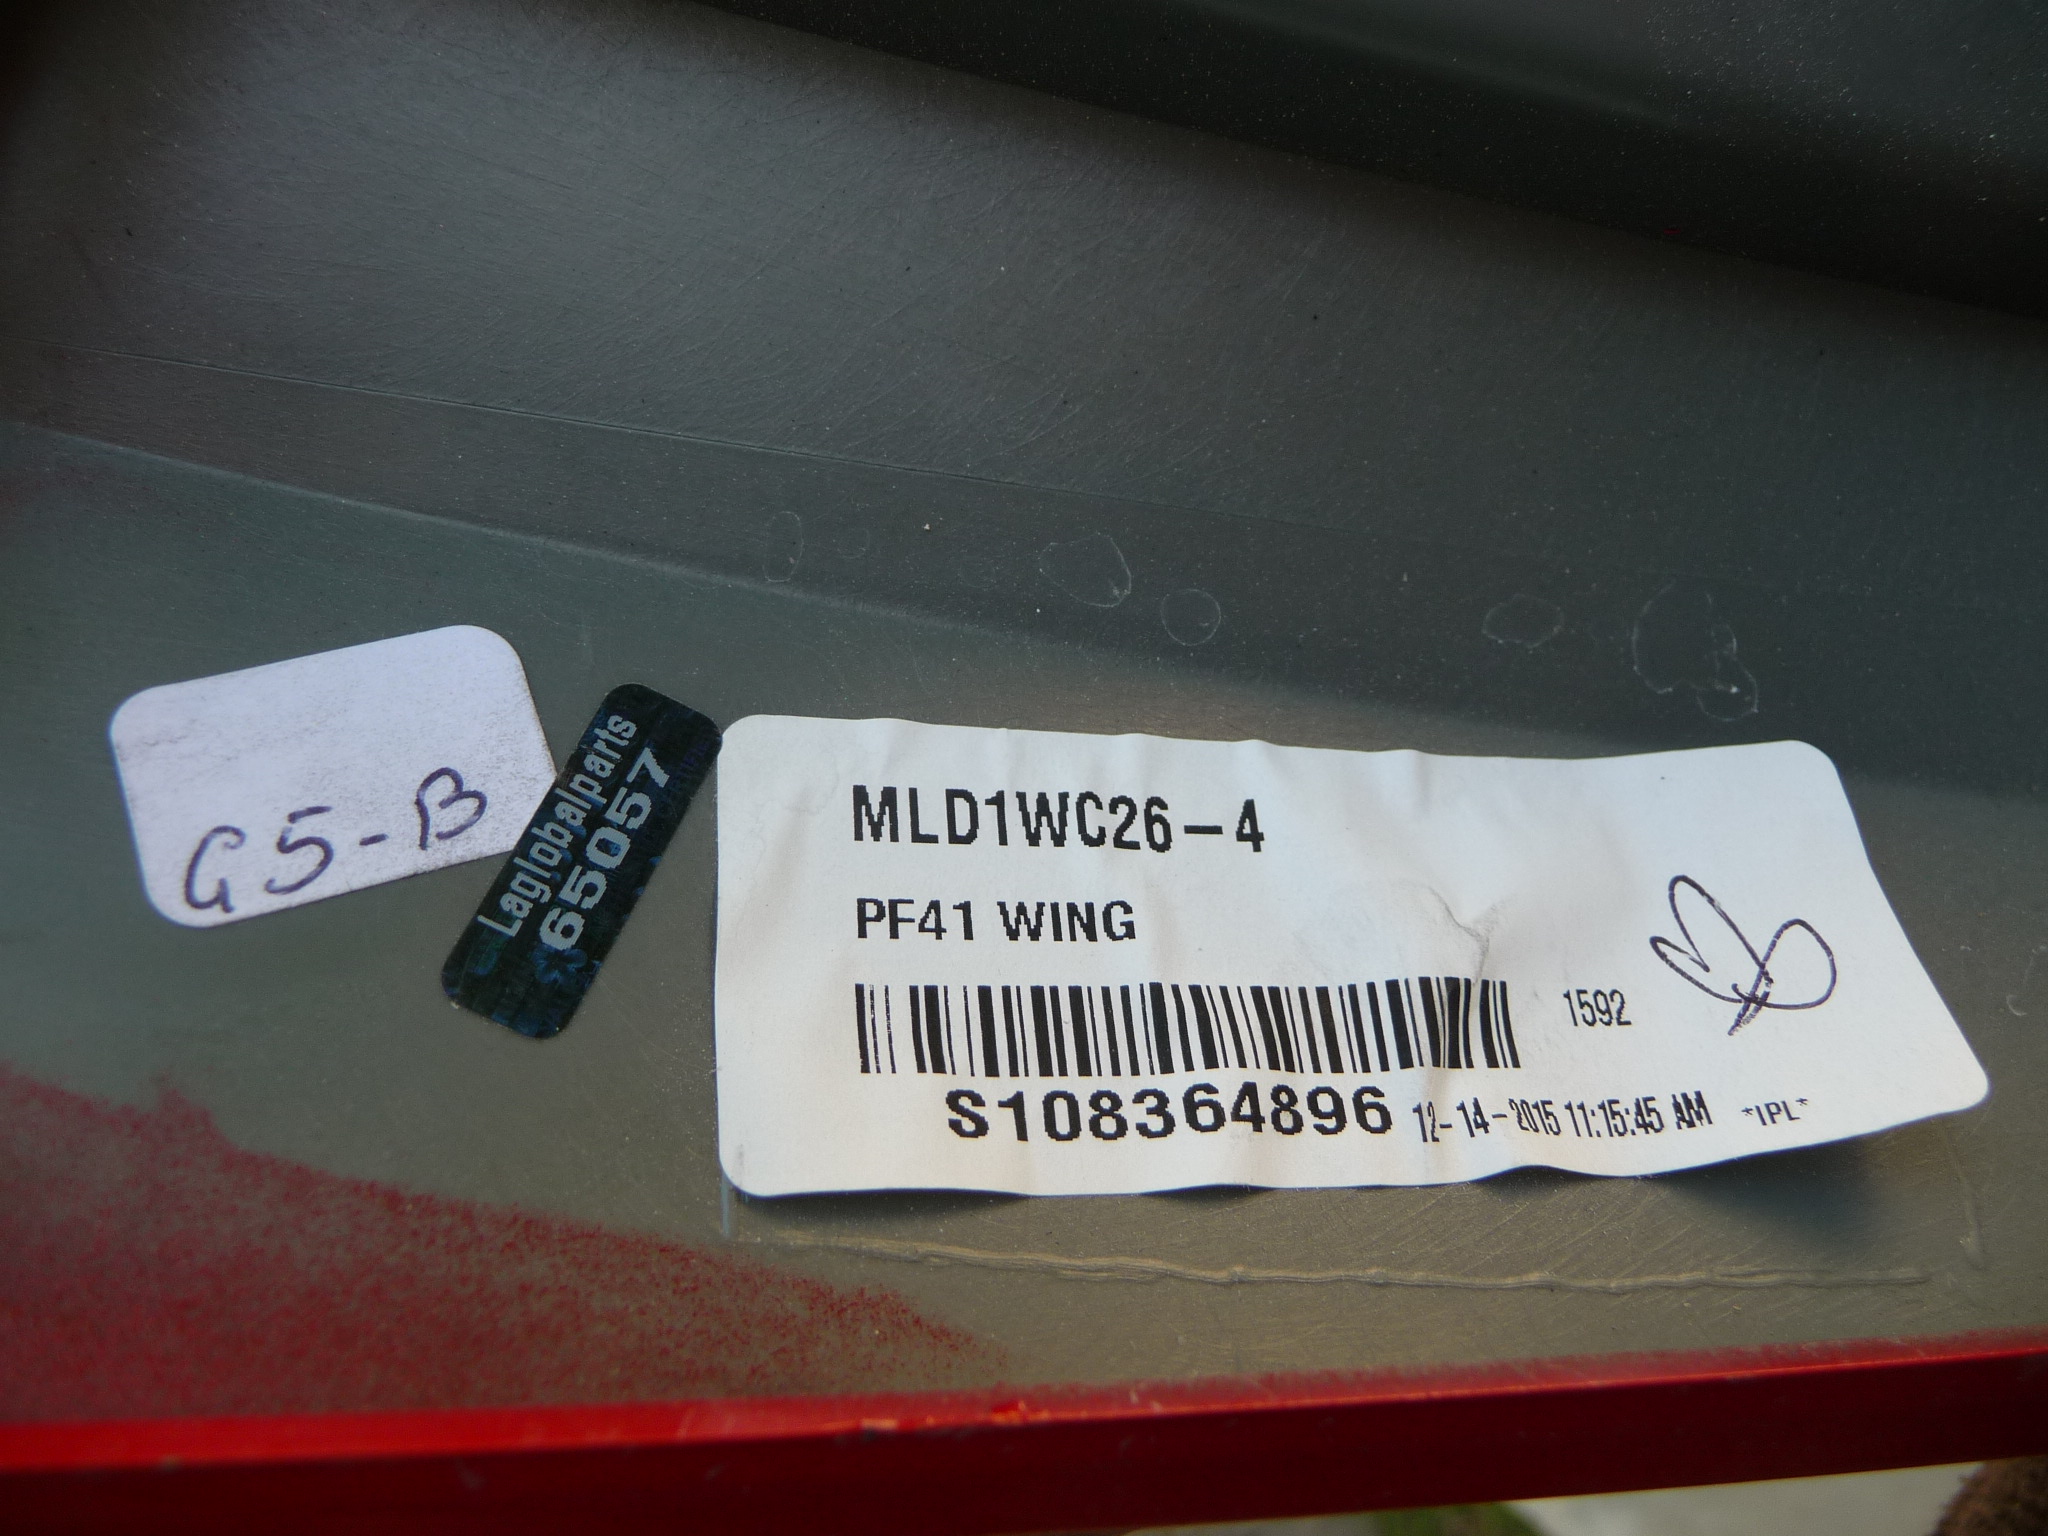 G5-B
Laglobalparts
65057
MLD1WC26-4
PF41 WING
1592
S108364896 12-14-2015 11:15:45 AM *IPL*